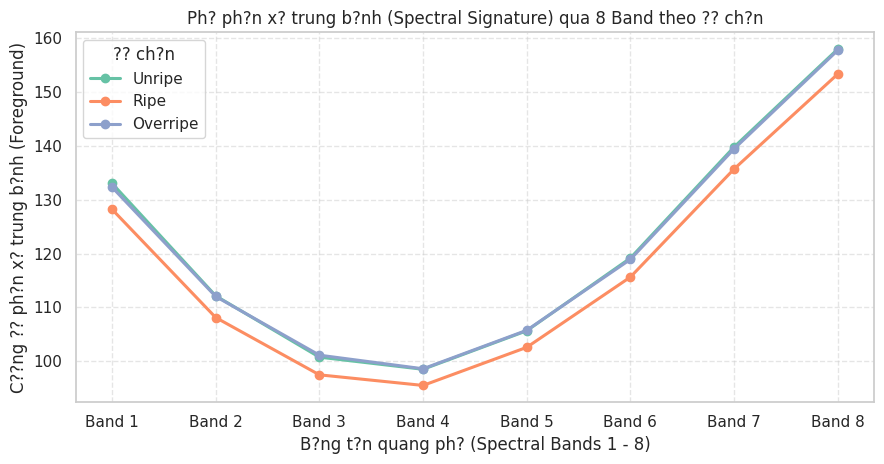 Ph? ph?n x? trung b?nh (Spectral Signature) qua 8 Band theo ?? ch?n
C??ng ?? ph?n x? trung b?nh (Foreground)
160
150
140
130
120
110
100
?? ch?n
Unripe
Ripe
Overripe
Band 1 Band 2 Band 3 Band 4 Band 5 Band 6 Band 7 Band 8
B?ng t?n quang ph? (Spectral Bands 1 - 8)